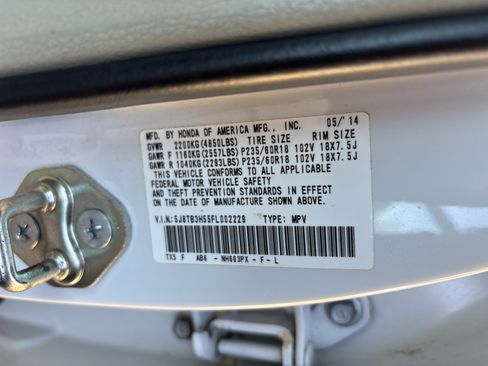 MFD. BY HONDA OF AMERICA MFG., INC. 05/'14
GVWR 2200KG(4850LBS) TIRE SIZE RIM SIZE
GAWR F 1160KG(2557LBS) P235/60R18 102V 18X7.5J
GAWR R 1040KG(2293LBS) P235/60R18 102V 18X7.5J
THIS VEHICLE CONFORMS TO ALL APPLICABLE
FEDERAL MOTOR VEHICLE SAFETY
AND THEFT PREVENTION STANDARDS IN EFFECT
ON THE DATE OF MANUFACTURE SHOWN ABOVE.
V.I.N.:5J8TB3H55FL002229 TYPE: MPV
TX5 F AB6 - NH603PX - F - L